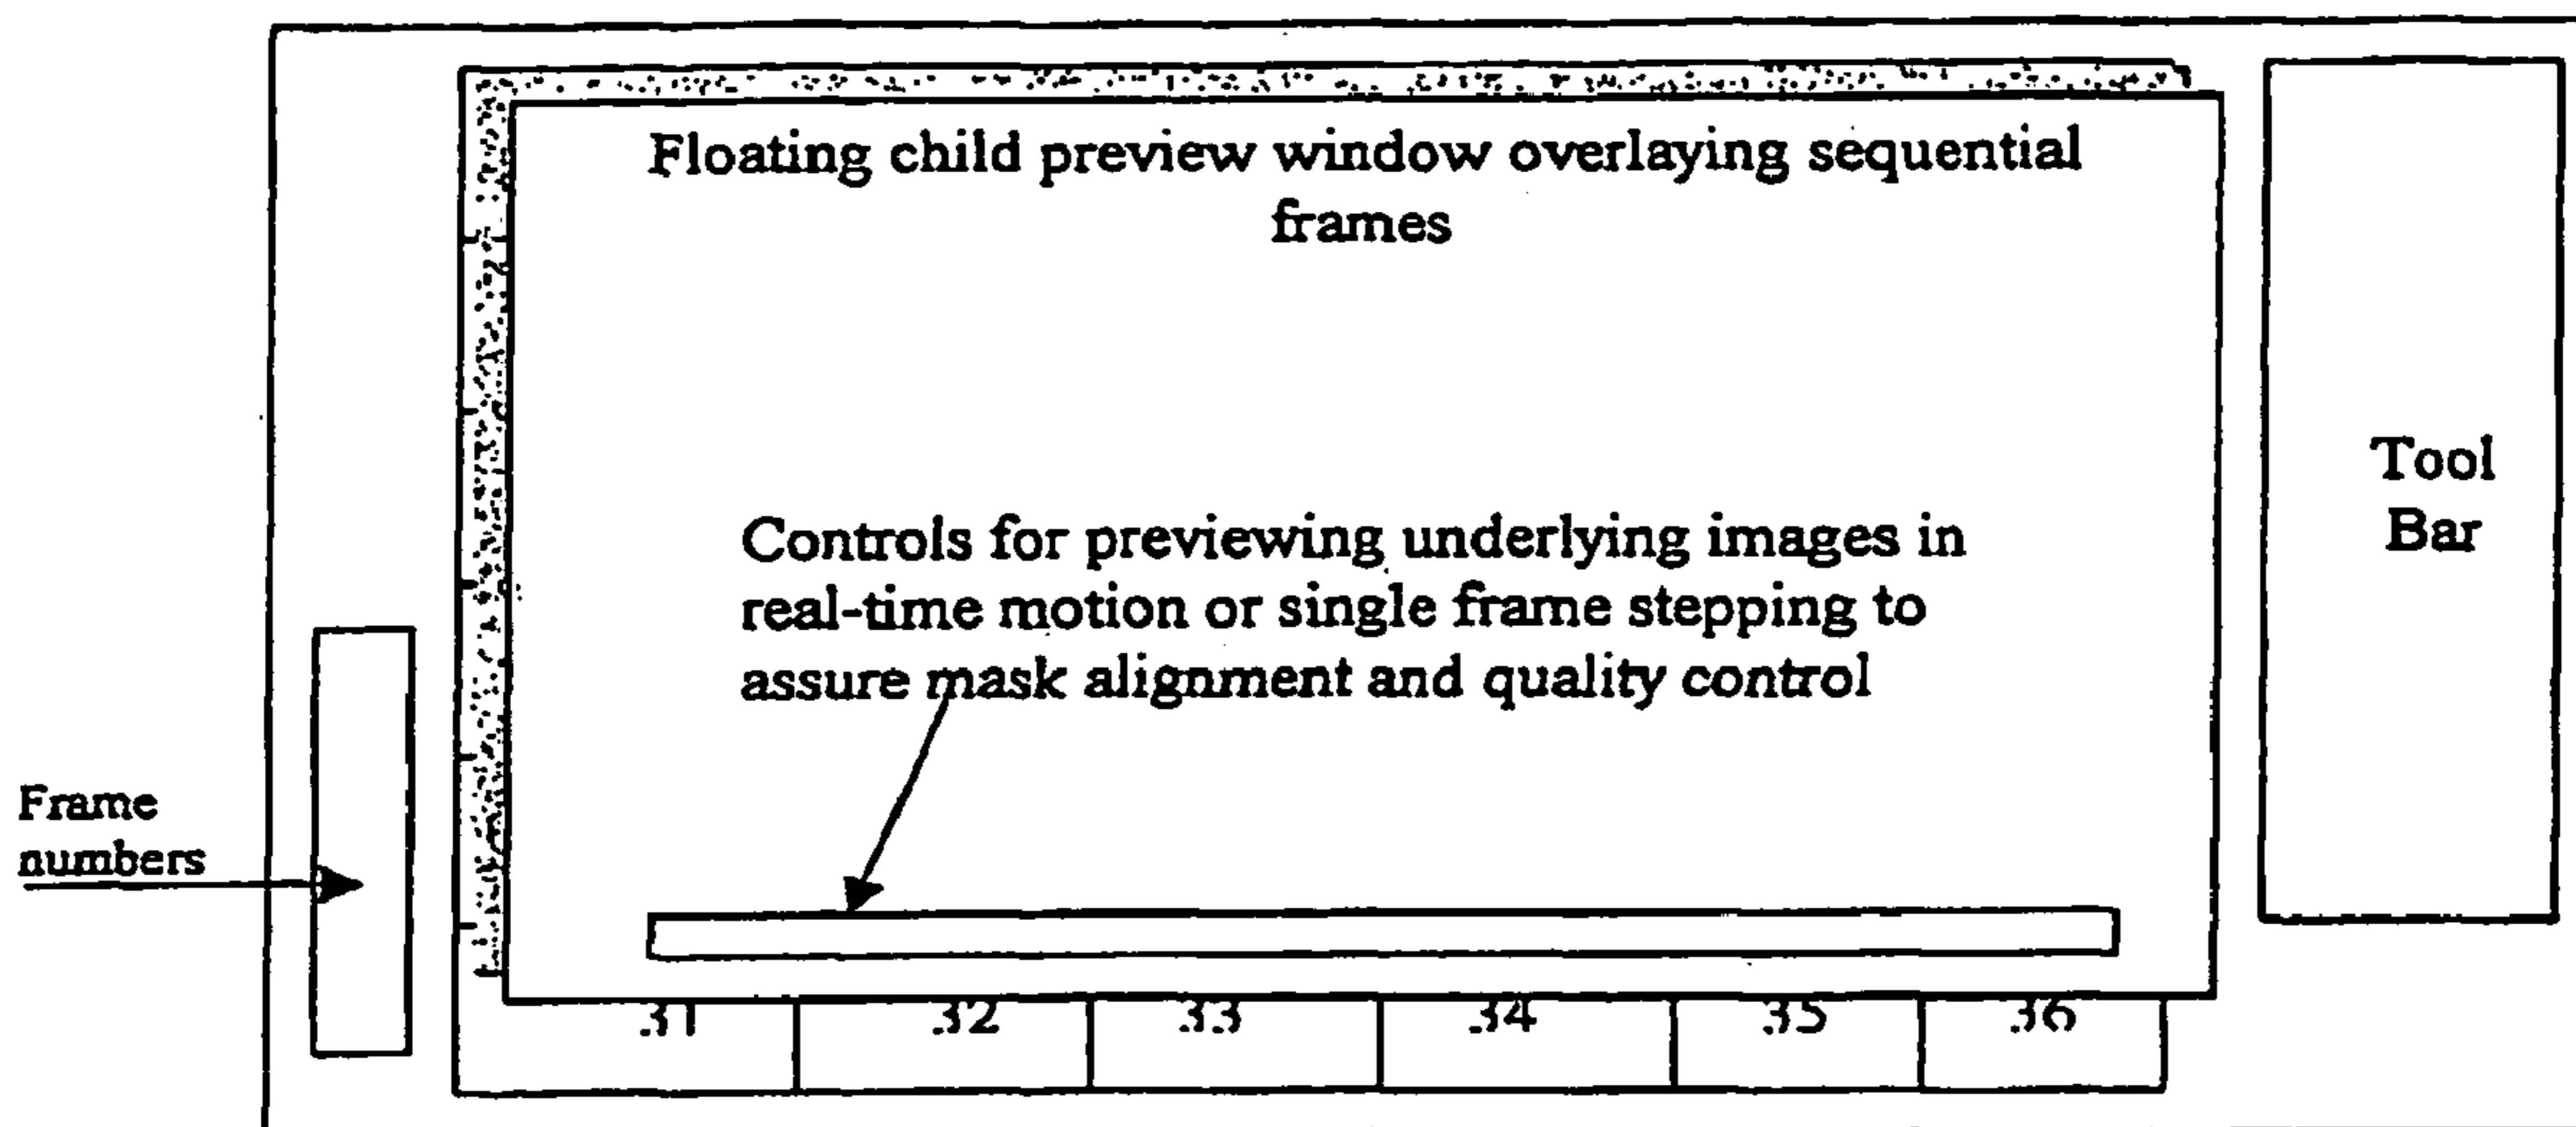 Floating child preview window overlaying sequential
frames
Tool
Bar
Controls for previewing underlying images in
real-time motion or single frame stepping to
assure mask alignment and quality control
Frame
numbers
31 32 33 34 35 36